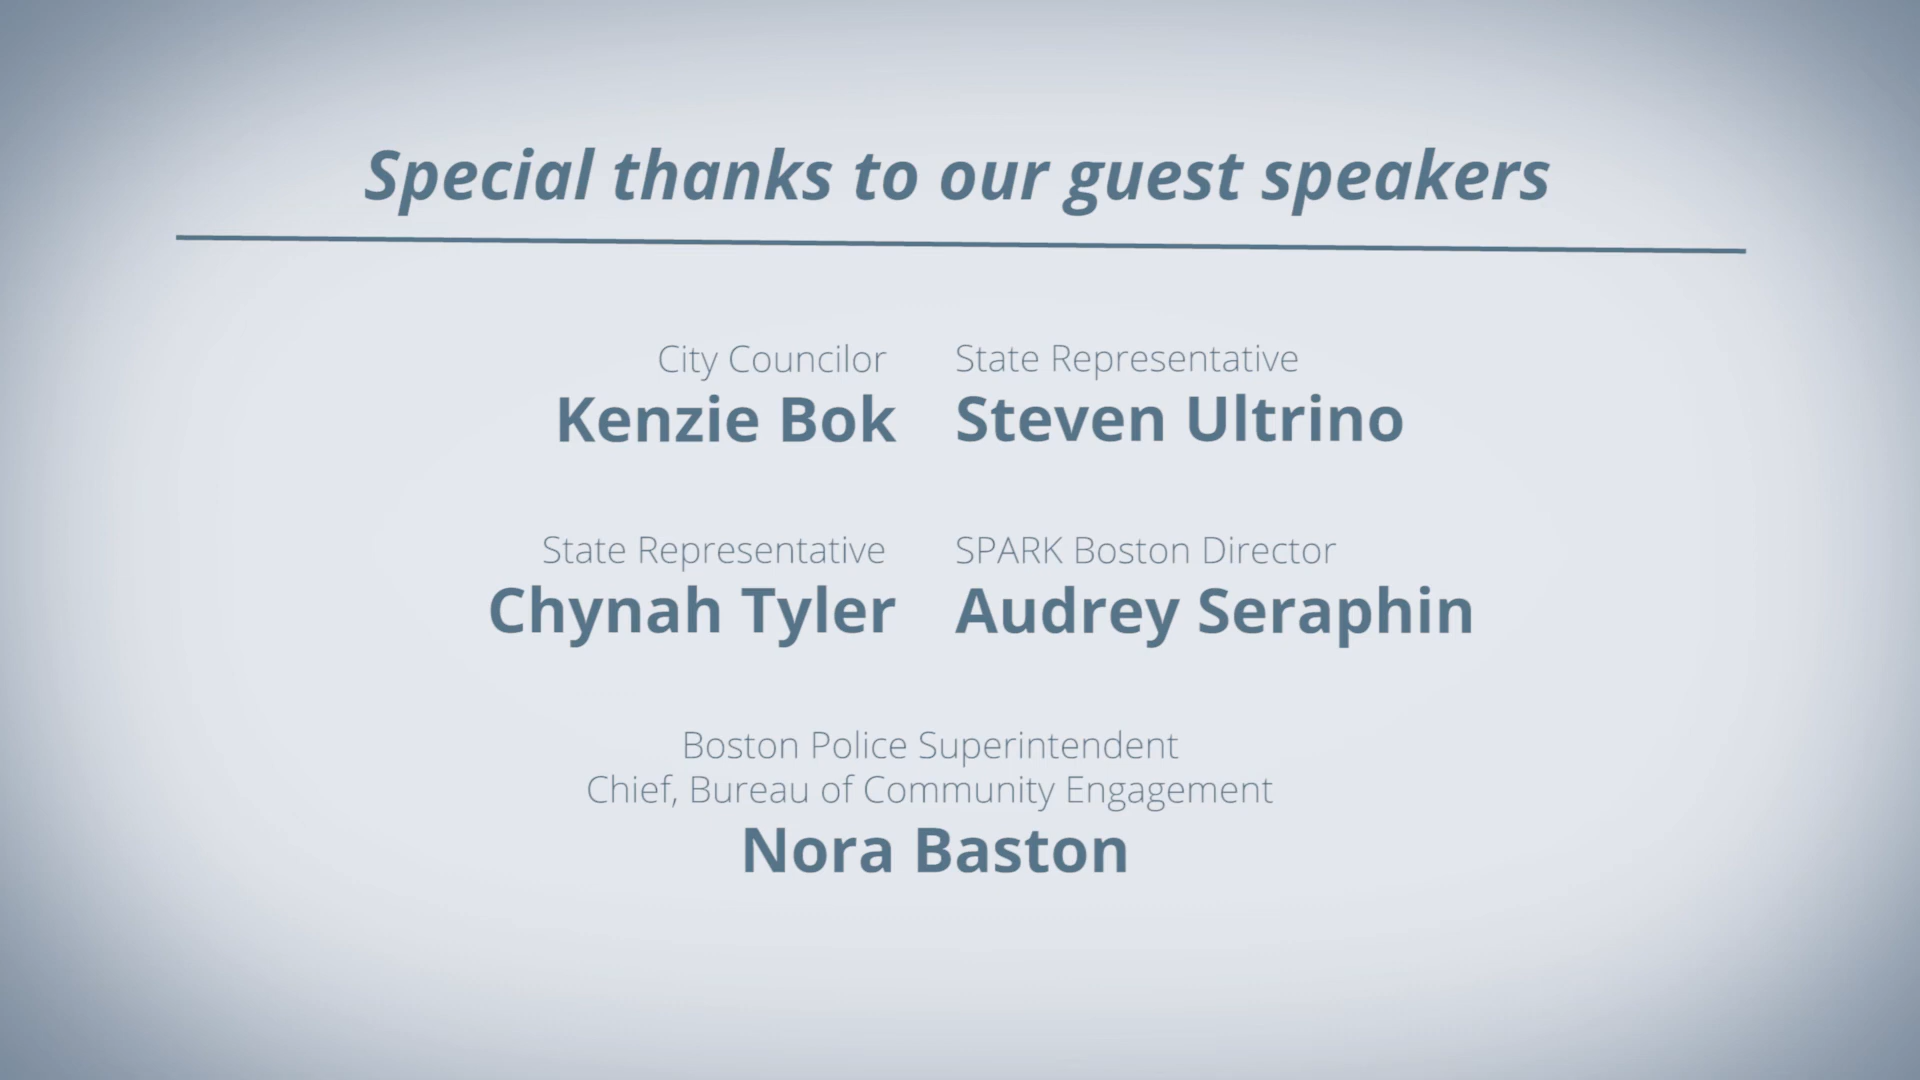 Special thanks to our guest speakers
City Councilor
Kenzie Bok
State Representative
Steven Ultrino
State Representative
Chynah Tyler
SPARK Boston Director
Audrey Seraphin
Boston Police Superintendent
Chief, Bureau of Community Engagement
Nora Baston